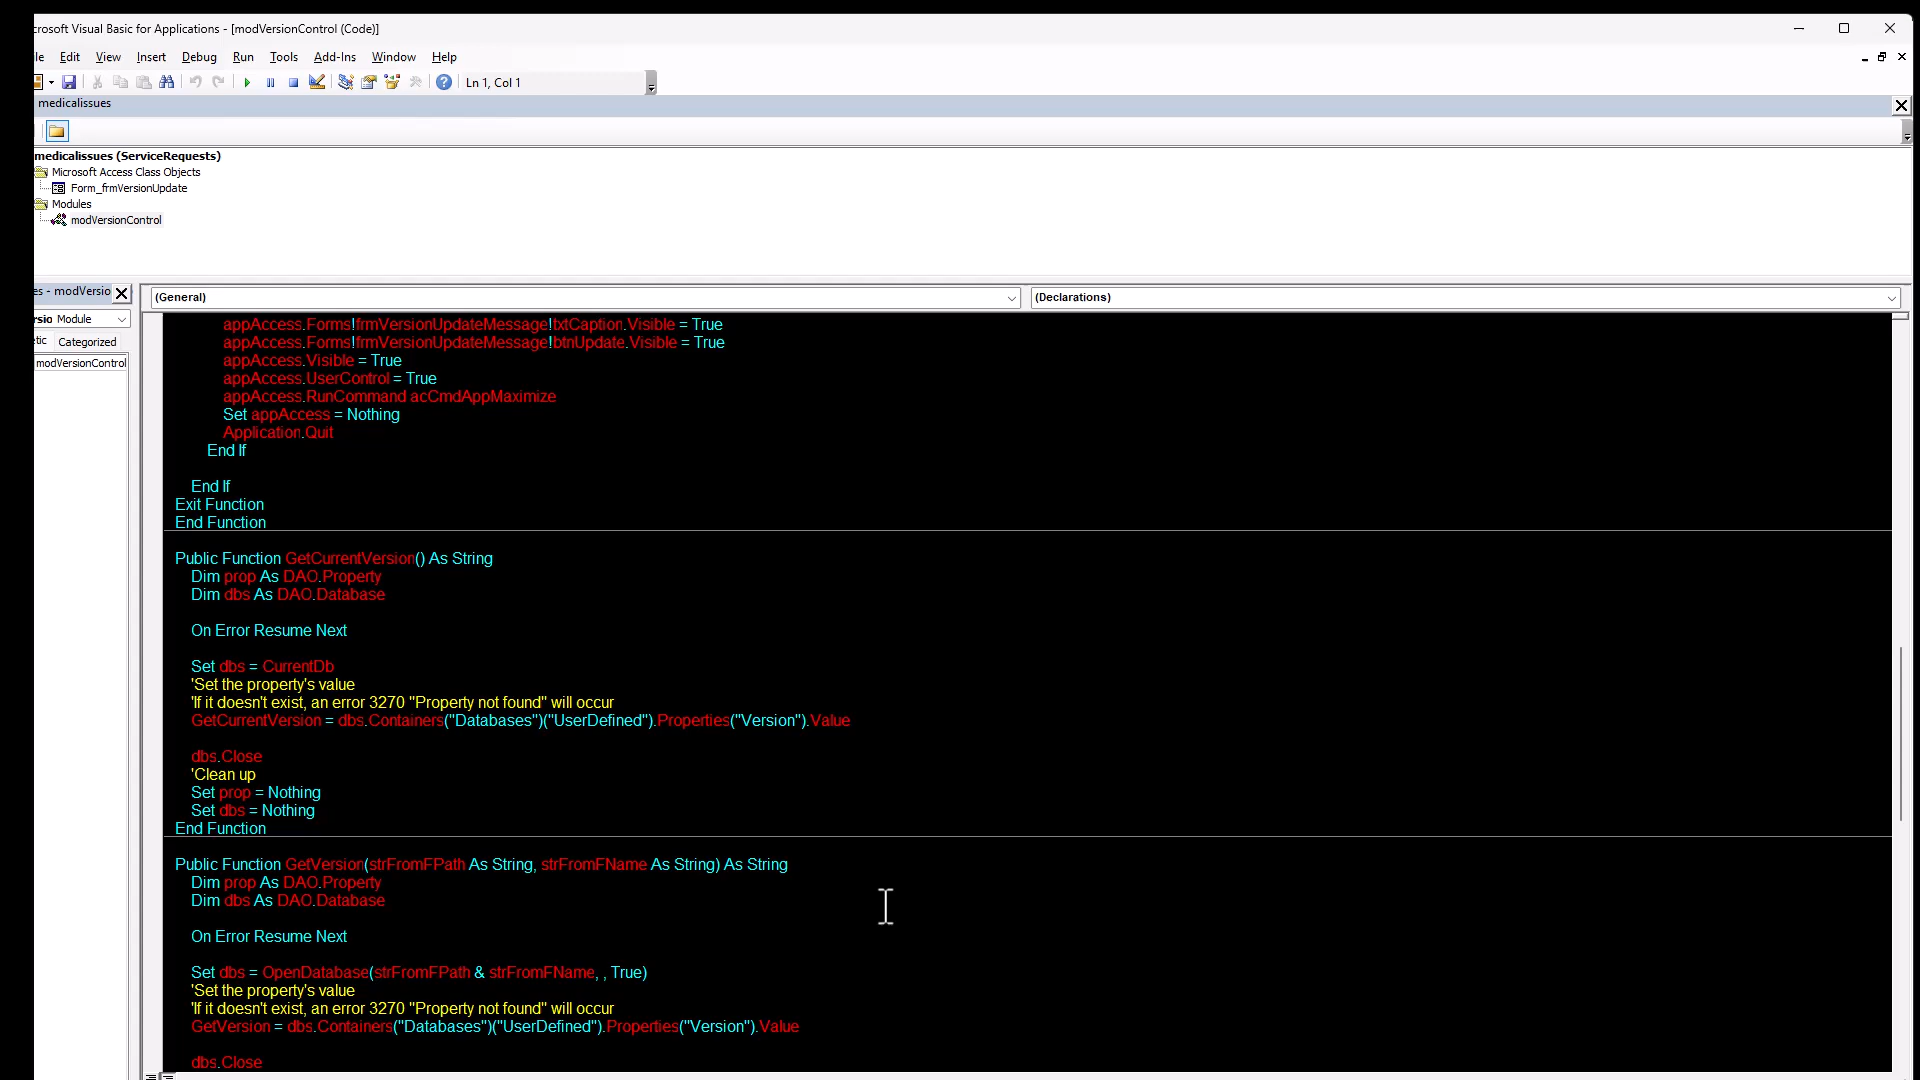 crosoft Visual Basic for Applications - [modVersionControl (Code)]
le Edit View Insert Debug Run Tools Add-Ins Window Help
Ln 1, Col 1
medicalissues
medicalissues (ServiceRequests)
Microsoft Access Class Objects
Form_frmVersionUpdate
Modules
modVersionControl
es - modVersio
(General)
(Declarations)
rsio Module
etic Categorized
modVersionControl
appAccess.Forms!frmVersionUpdateMessage!txtCaption.Visible = True
appAccess.Forms!frmVersionUpdateMessage!btnUpdate.Visible = True
appAccess.Visible = True
appAccess.UserControl = True
appAccess.RunCommand acCmdAppMaximize
Set appAccess = Nothing
Application.Quit
End If
End If
Exit Function
End Function
Public Function GetCurrentVersion() As String
Dim prop As DAO.Property
Dim dbs As DAO.Database
On Error Resume Next
Set dbs = CurrentDb
'Set the property's value
'If it doesn't exist, an error 3270 "Property not found" will occur
GetCurrentVersion = dbs.Containers("Databases")("UserDefined").Properties("Version").Value
dbs.Close
'Clean up
Set prop = Nothing
Set dbs = Nothing
End Function
Public Function GetVersion(strFromFPath As String, strFromFName As String) As String
Dim prop As DAO.Property
Dim dbs As DAO.Database
On Error Resume Next
Set dbs = OpenDatabase(strFromFPath & strFromFName, , True)
'Set the property's value
'If it doesn't exist, an error 3270 "Property not found" will occur
GetVersion = dbs.Containers("Databases")("UserDefined").Properties("Version").Value
dbs.Close